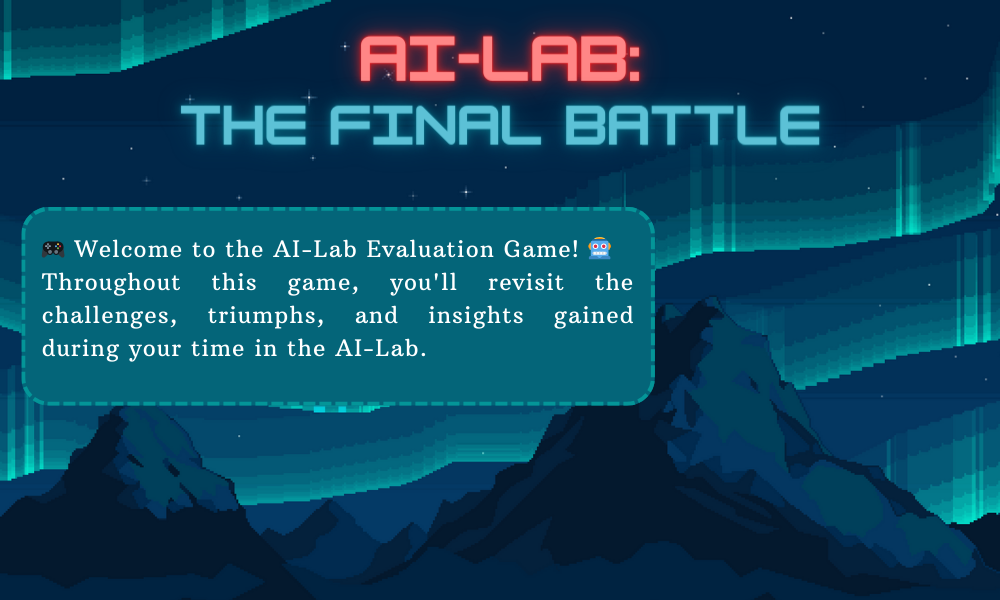 AI-LAB:
THE FINAL BATTLE
🎮 Welcome to the AI-Lab Evaluation Game! 🤖
Throughout this game, you'll revisit the
challenges, triumphs, and insights gained
during your time in the AI-Lab.